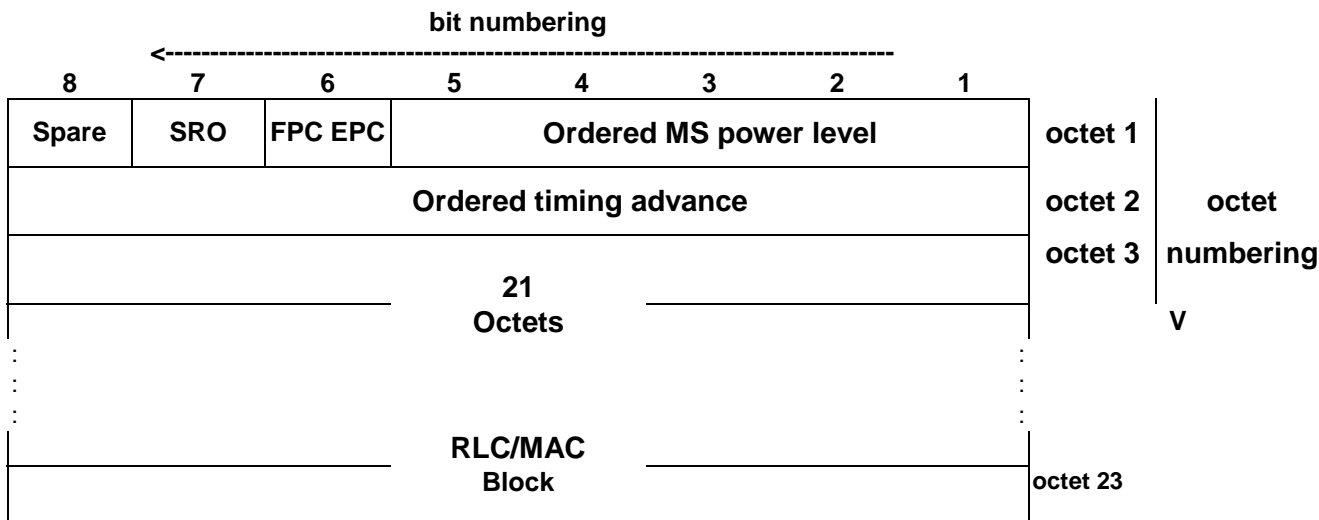 bit numbering
<-----------------------------------------------------------------------------------
8 7 6 5 4 3 2 1
Spare SRO FPC EPC Ordered MS power level octet 1
Ordered timing advance octet 2 octet
octet 3 numbering
21
Octets V
: :
: :
: :
RLC/MAC
Block octet 23